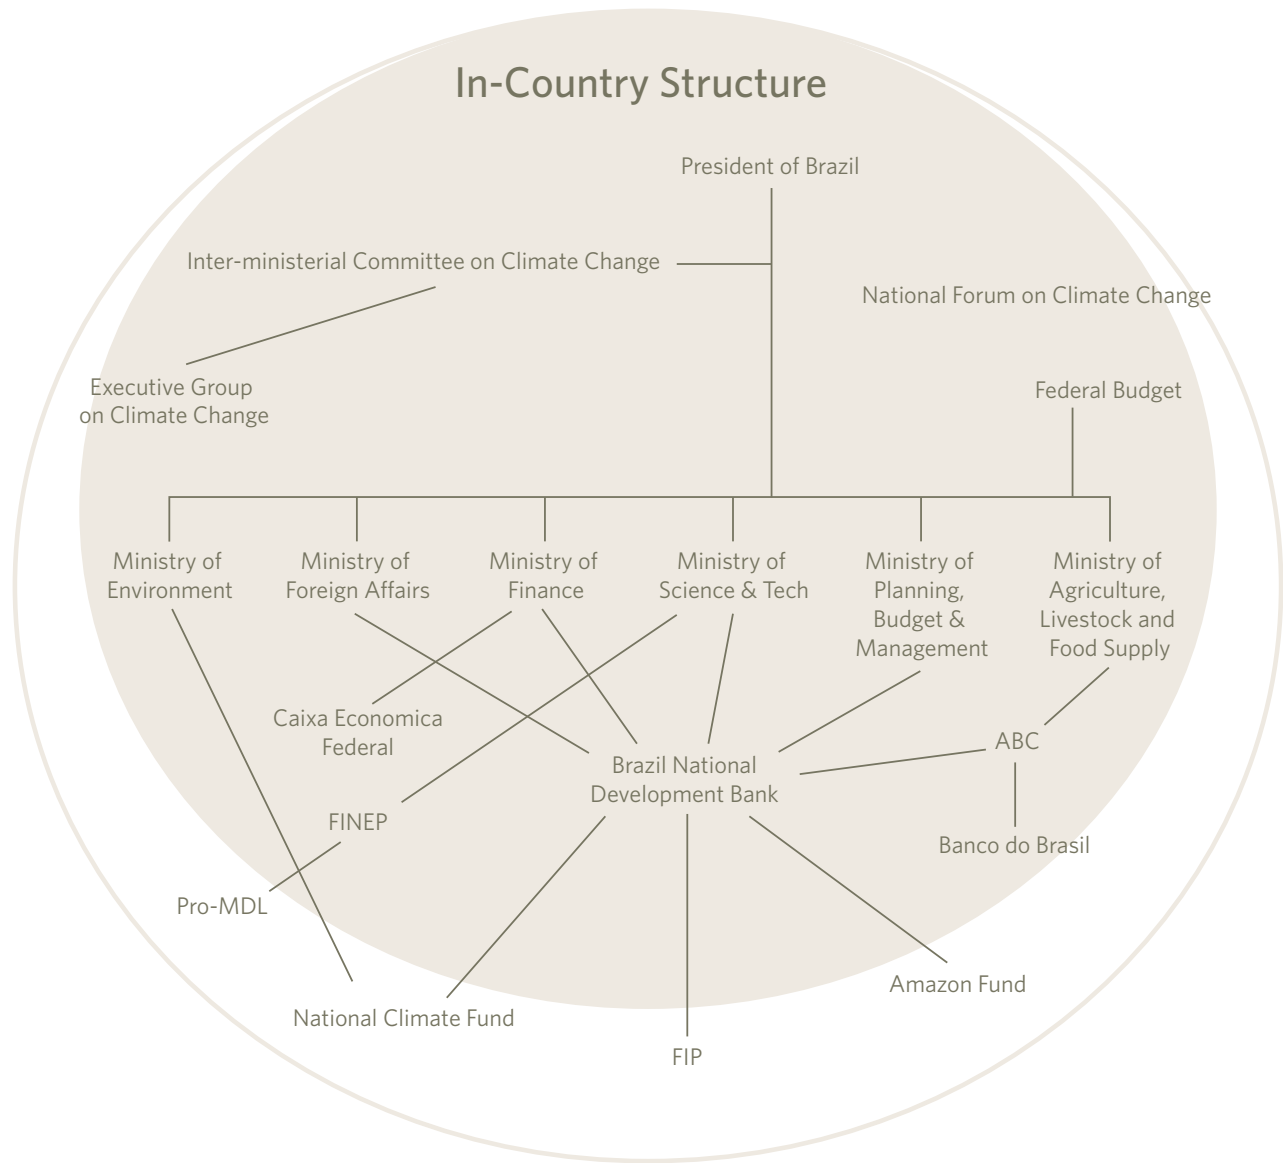 In-Country Structure
President of Brazil
Inter-ministerial Committee on Climate Change
National Forum on Climate Change
Executive Group
on Climate Change
Federal Budget
Ministry of
Environment
Ministry of
Foreign Affairs
Ministry of
Finance
Ministry of
Science & Tech
Ministry of
Planning,
Budget &
Management
Ministry of
Agriculture,
Livestock and
Food Supply
Caixa Economica
Federal
Brazil National
Development Bank
ABC
FINEP
Banco do Brasil
Pro-MDL
Amazon Fund
National Climate Fund
FIP